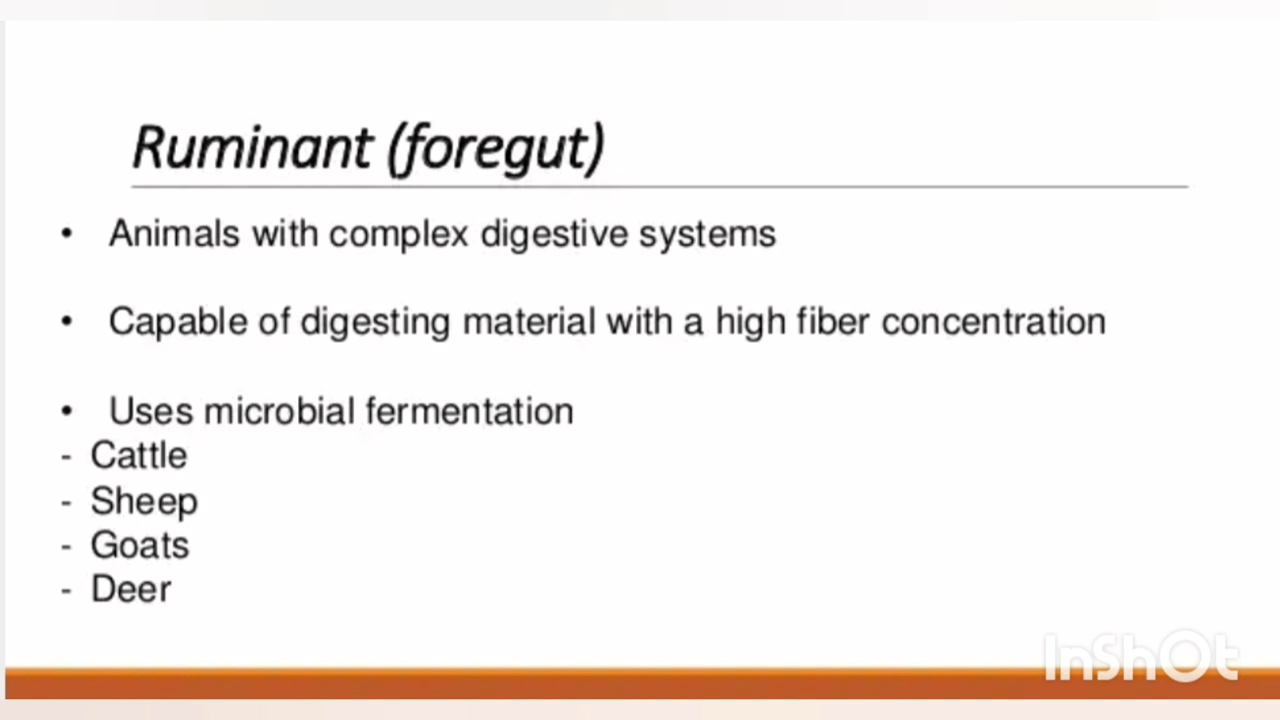 Ruminant (foregut)
• Animals with complex digestive systems
• Capable of digesting material with a high fiber concentration
• Uses microbial fermentation
- Cattle
- Sheep
- Goats
- Deer
InShOt